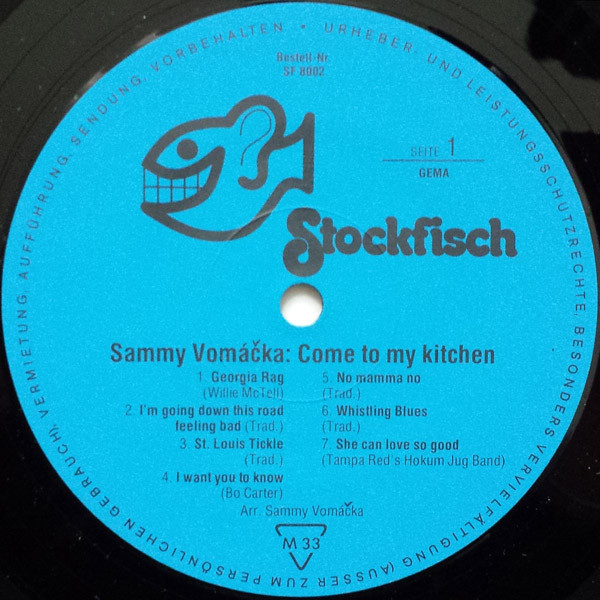 SENDUNG, VORBEHALTEN • URHEBER- UND LEISTUNGSSCHUTZRECHTE, BESONDERS VERVIELFÄLTIGUNG (AUSSER ZUM PERSÖNLICHEN GEBRAUCH), VERMIETUNG, AUFFÜHRUNG,
Bestell-Nr.
SF 8002
SEITE 1
GEMA
Stockfisch
Sammy Vomáčka: Come to my kitchen
1. Georgia Rag
(Willie McTell)
2. I'm going down this road
feeling bad (Trad.)
3. St. Louis Tickle
(Trad.)
4. I want you to know
(Bo Carter)
5. No mamma no
(Trad.)
6. Whistling Blues
(Trad.)
7. She can love so good
(Tampa Red's Hokum Jug Band)
Arr. Sammy Vomáčka
M 33